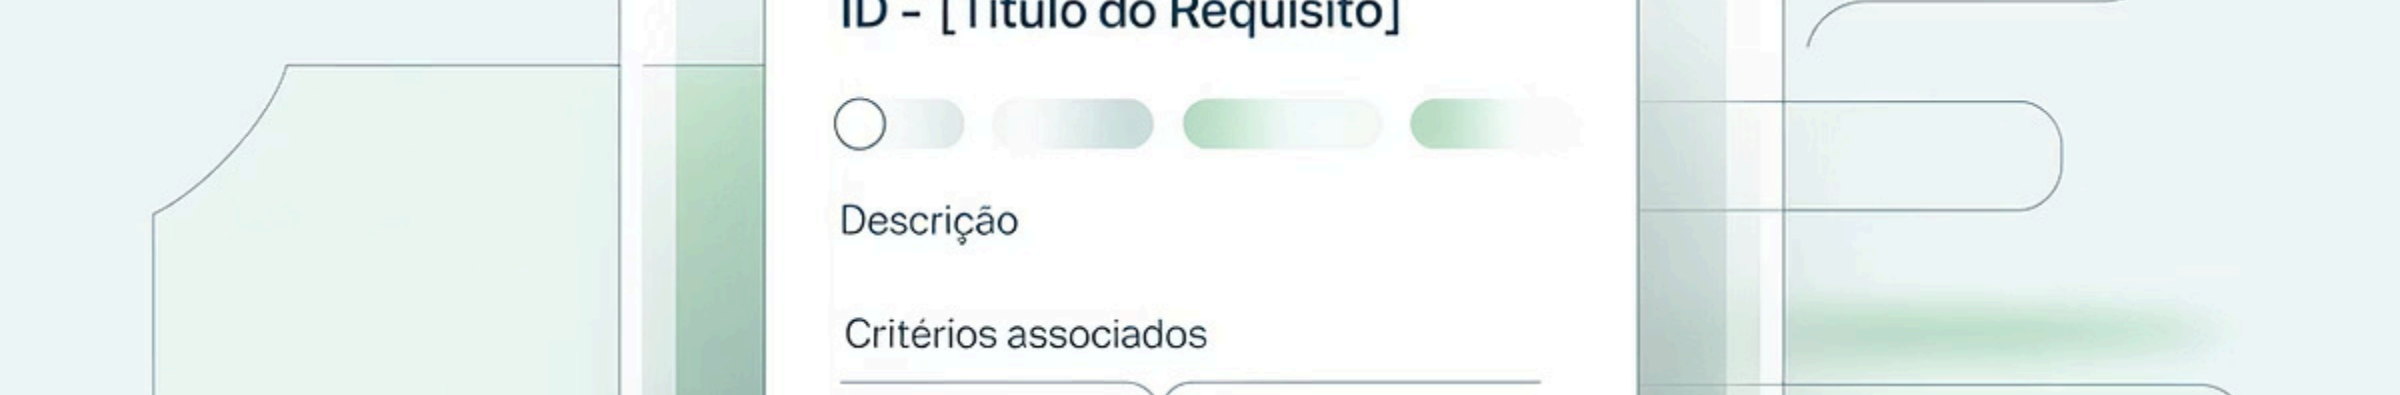 ID - [Título do Requisito]
Descrição
Critérios associados